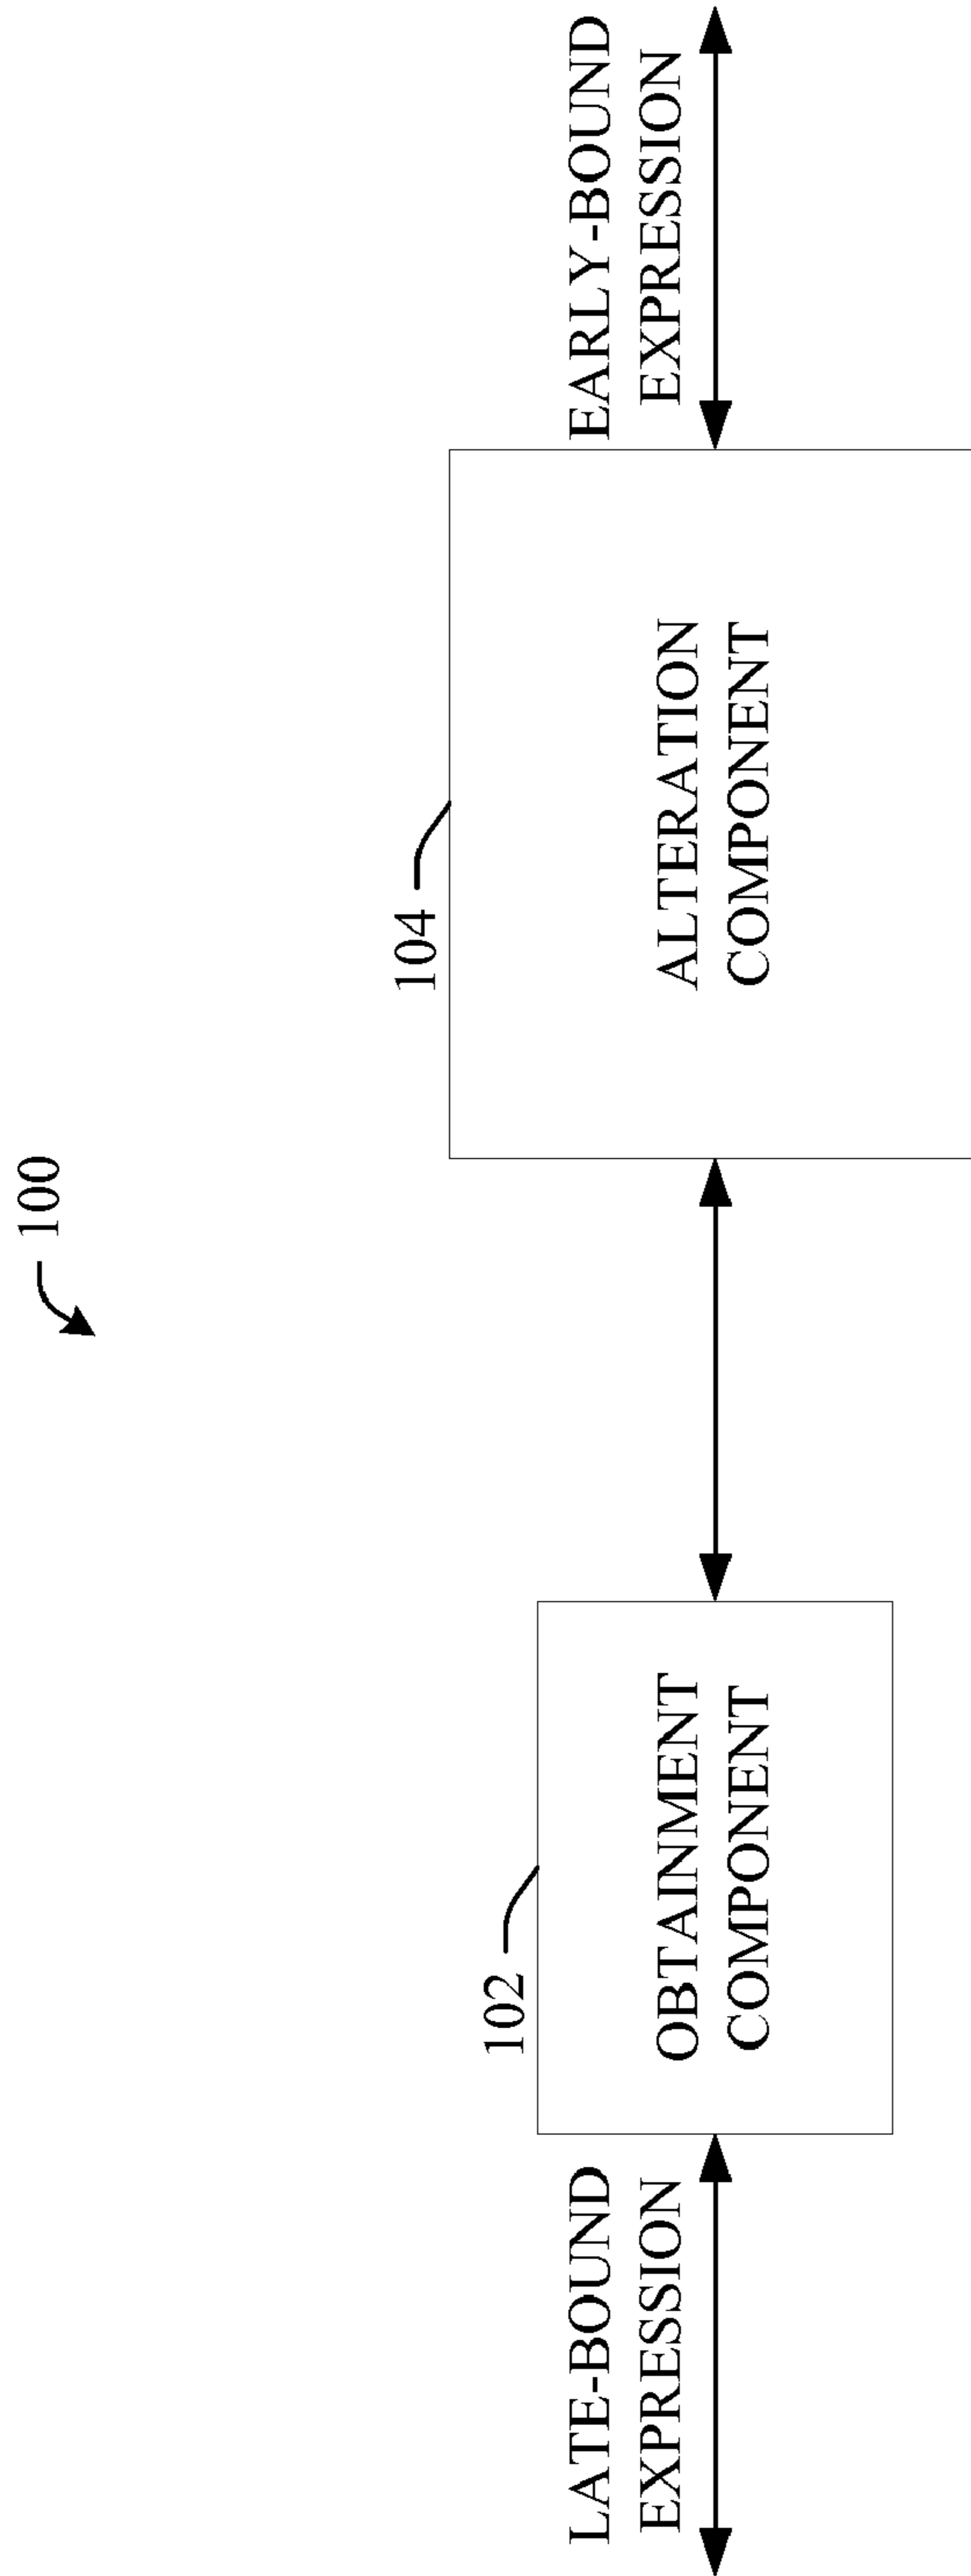 100
LATE-BOUND
EXPRESSION
102
OBTAINMENT
COMPONENT
104
ALTERATION
COMPONENT
EARLY-BOUND
EXPRESSION